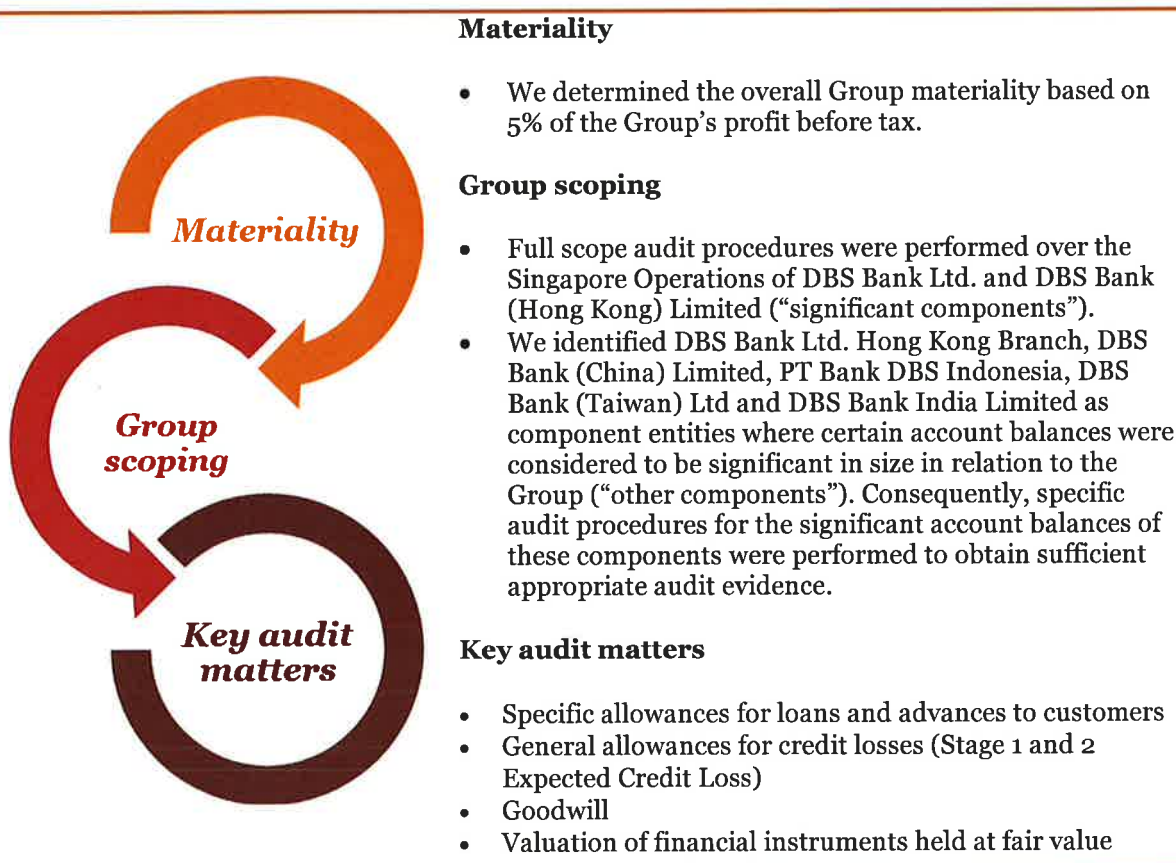 Materiality
• We determined the overall Group materiality based on
5% of the Group's profit before tax.
Group scoping
• Full scope audit procedures were performed over the
Singapore Operations of DBS Bank Ltd. and DBS Bank
(Hong Kong) Limited (“significant components”).
• We identified DBS Bank Ltd. Hong Kong Branch, DBS
Bank (China) Limited, PT Bank DBS Indonesia, DBS
Bank (Taiwan) Ltd and DBS Bank India Limited as
component entities where certain account balances were
considered to be significant in size in relation to the
Group (“other components”). Consequently, specific
audit procedures for the significant account balances of
these components were performed to obtain sufficient
appropriate audit evidence.
Key audit matters
• Specific allowances for loans and advances to customers
• General allowances for credit losses (Stage 1 and 2
Expected Credit Loss)
• Goodwill
• Valuation of financial instruments held at fair value
Materiality
Group
scoping
Key audit
matters